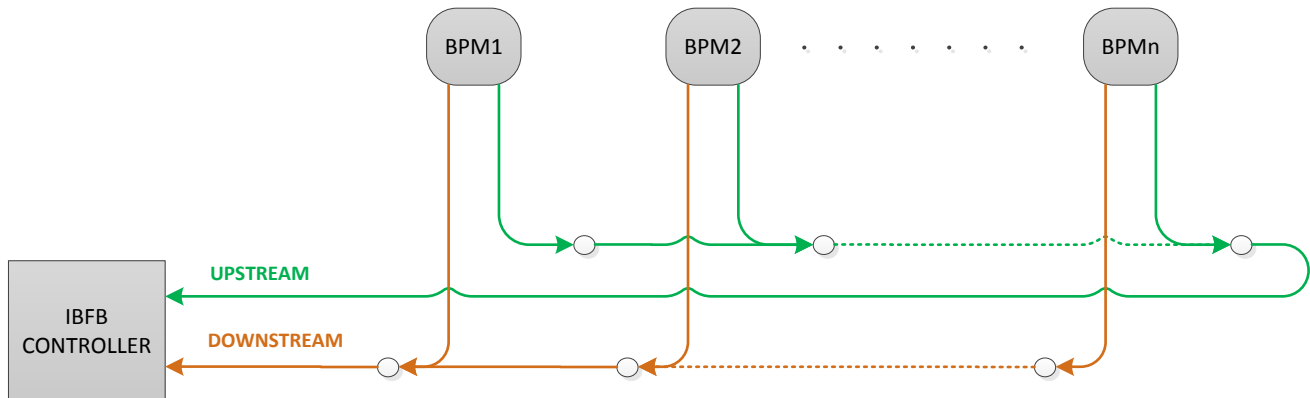 BPM1
BPM2
BPMn
UPSTREAM
IBFB
CONTROLLER
DOWNSTREAM